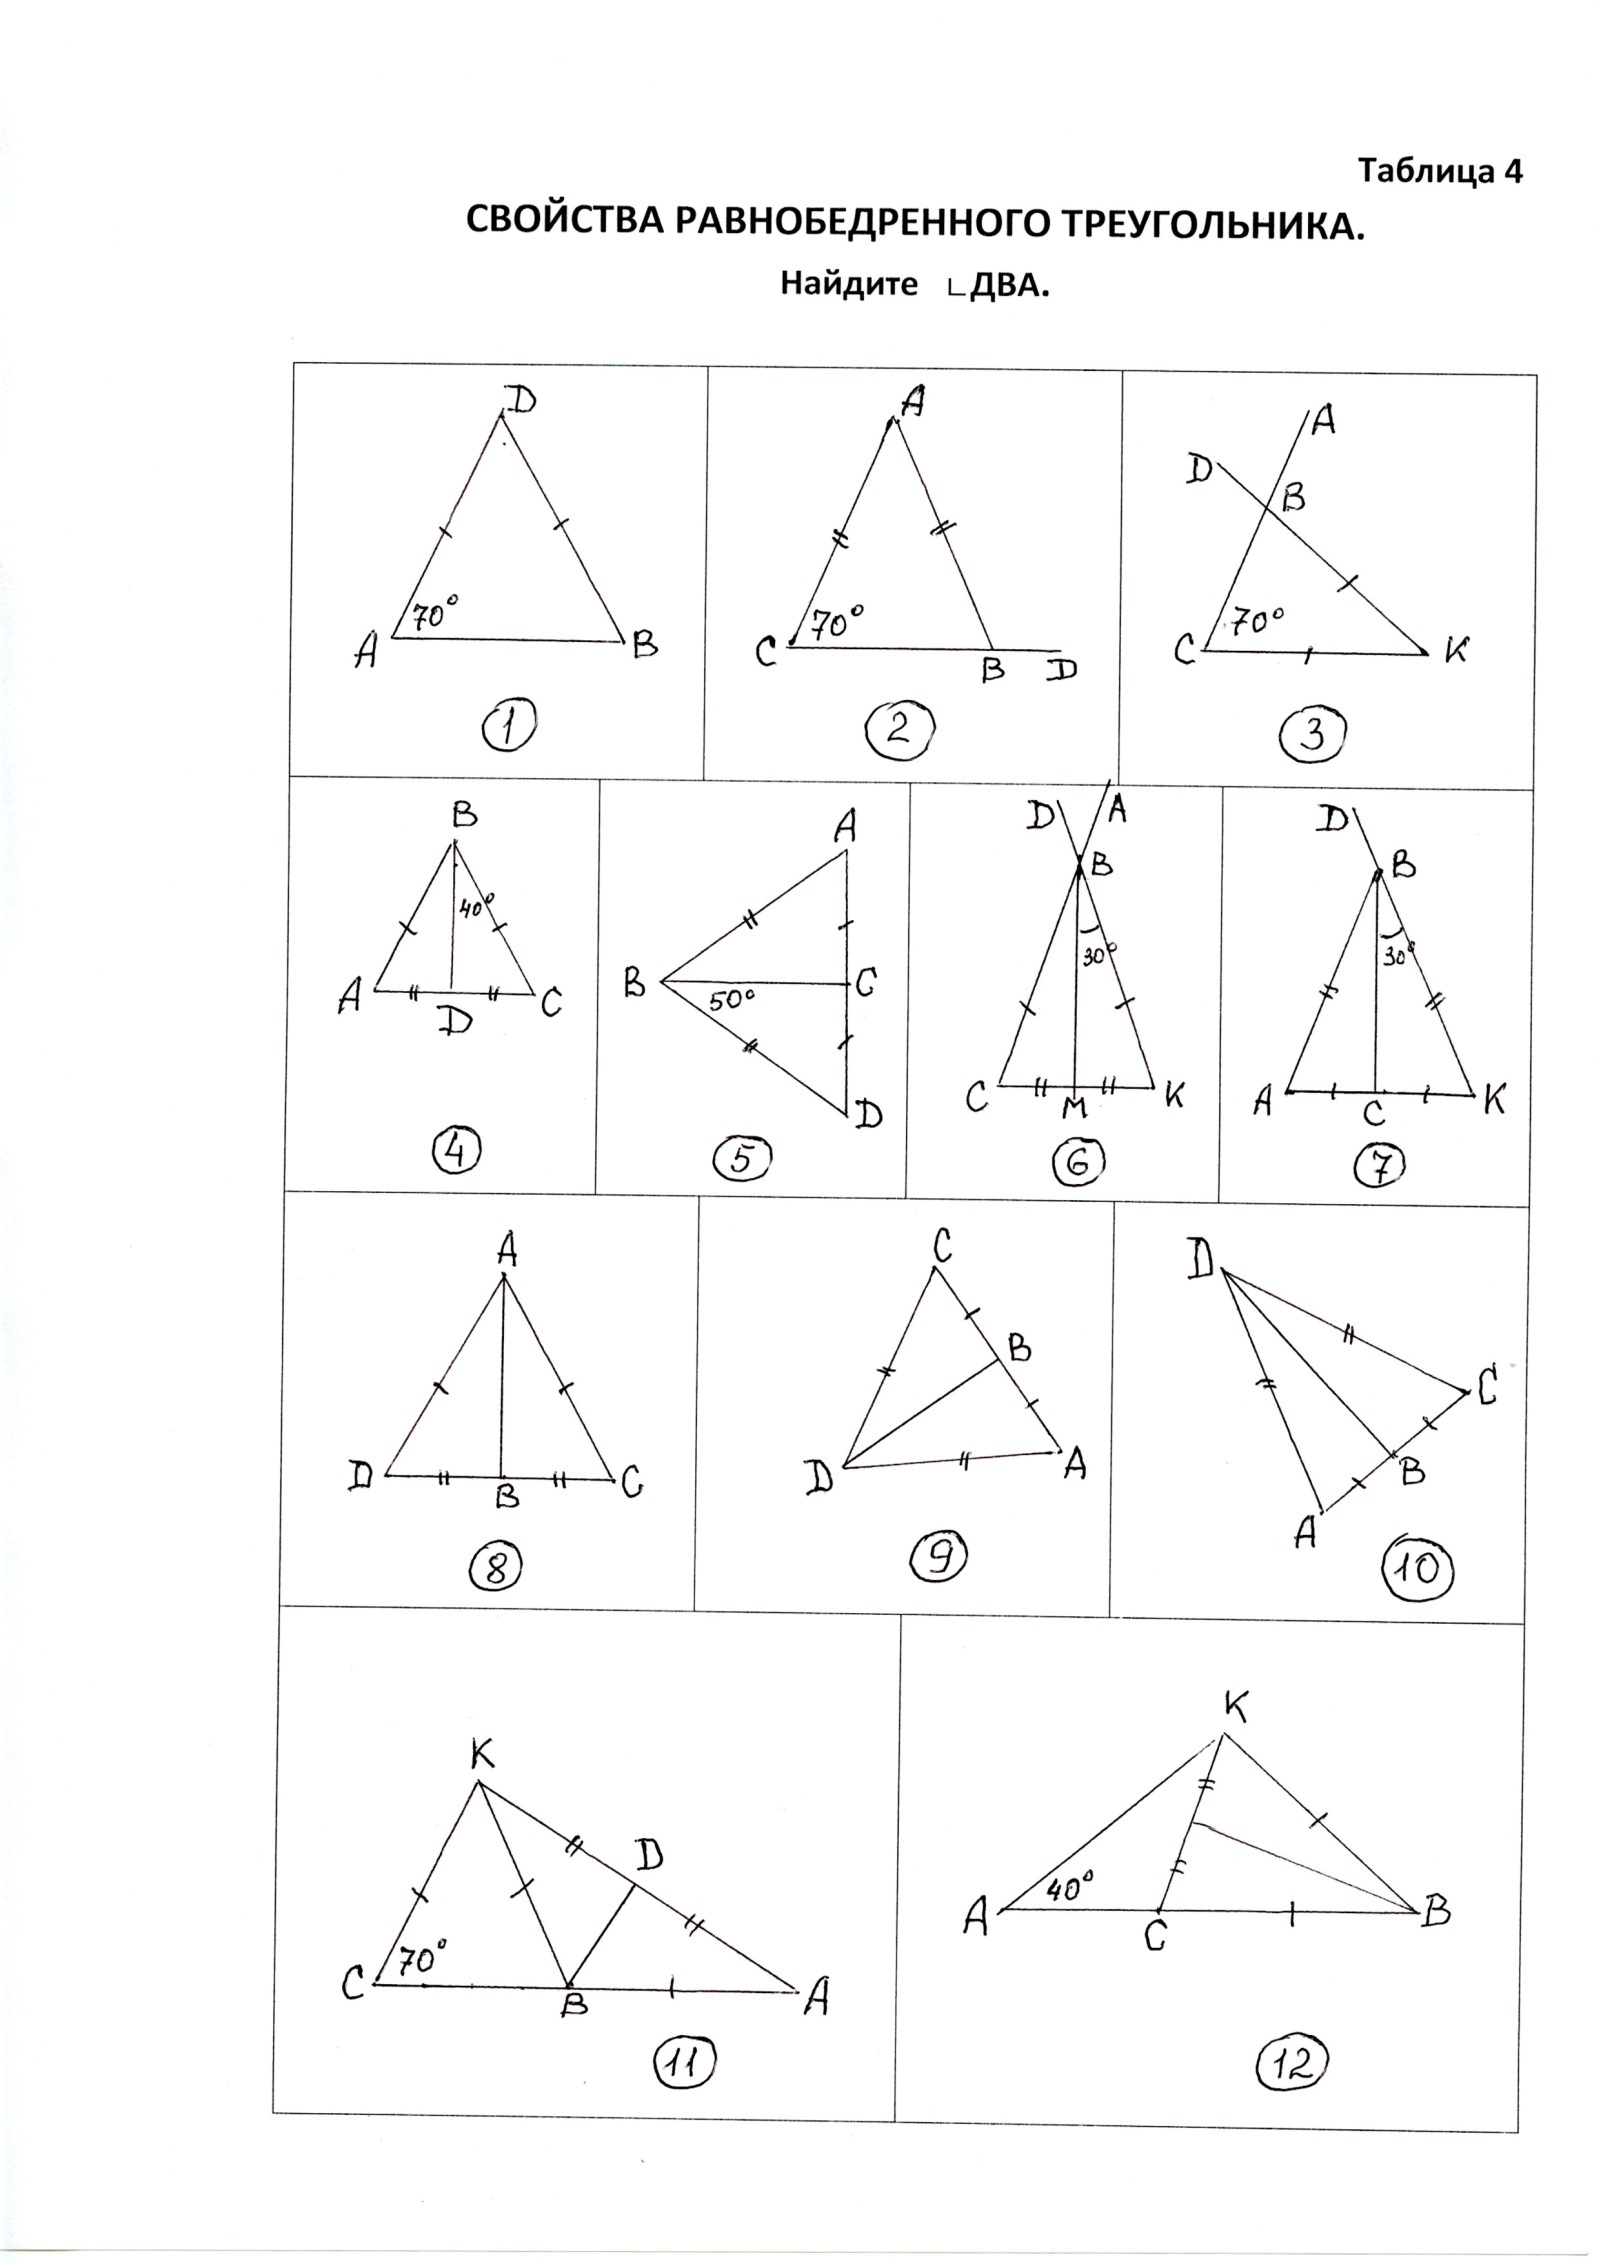 Таблица 4
СВОЙСТВА РАВНОБЕДРЕННОГО ТРЕУГОЛЬНИКА.
Найдите ∟ДВА.
D
70°
A
B
1
A
70°
C
B
D
2
A
D
B
70°
C
K
3
B
40°
A
D
C
4
A
B
50°
C
D
5
D
A
B
30°
C
M
K
6
D
B
30°
A
C
K
7
A
D
B
C
8
C
B
D
A
9
D
C
B
A
10
K
D
70°
C
B
A
11
K
40°
A
C
B
12